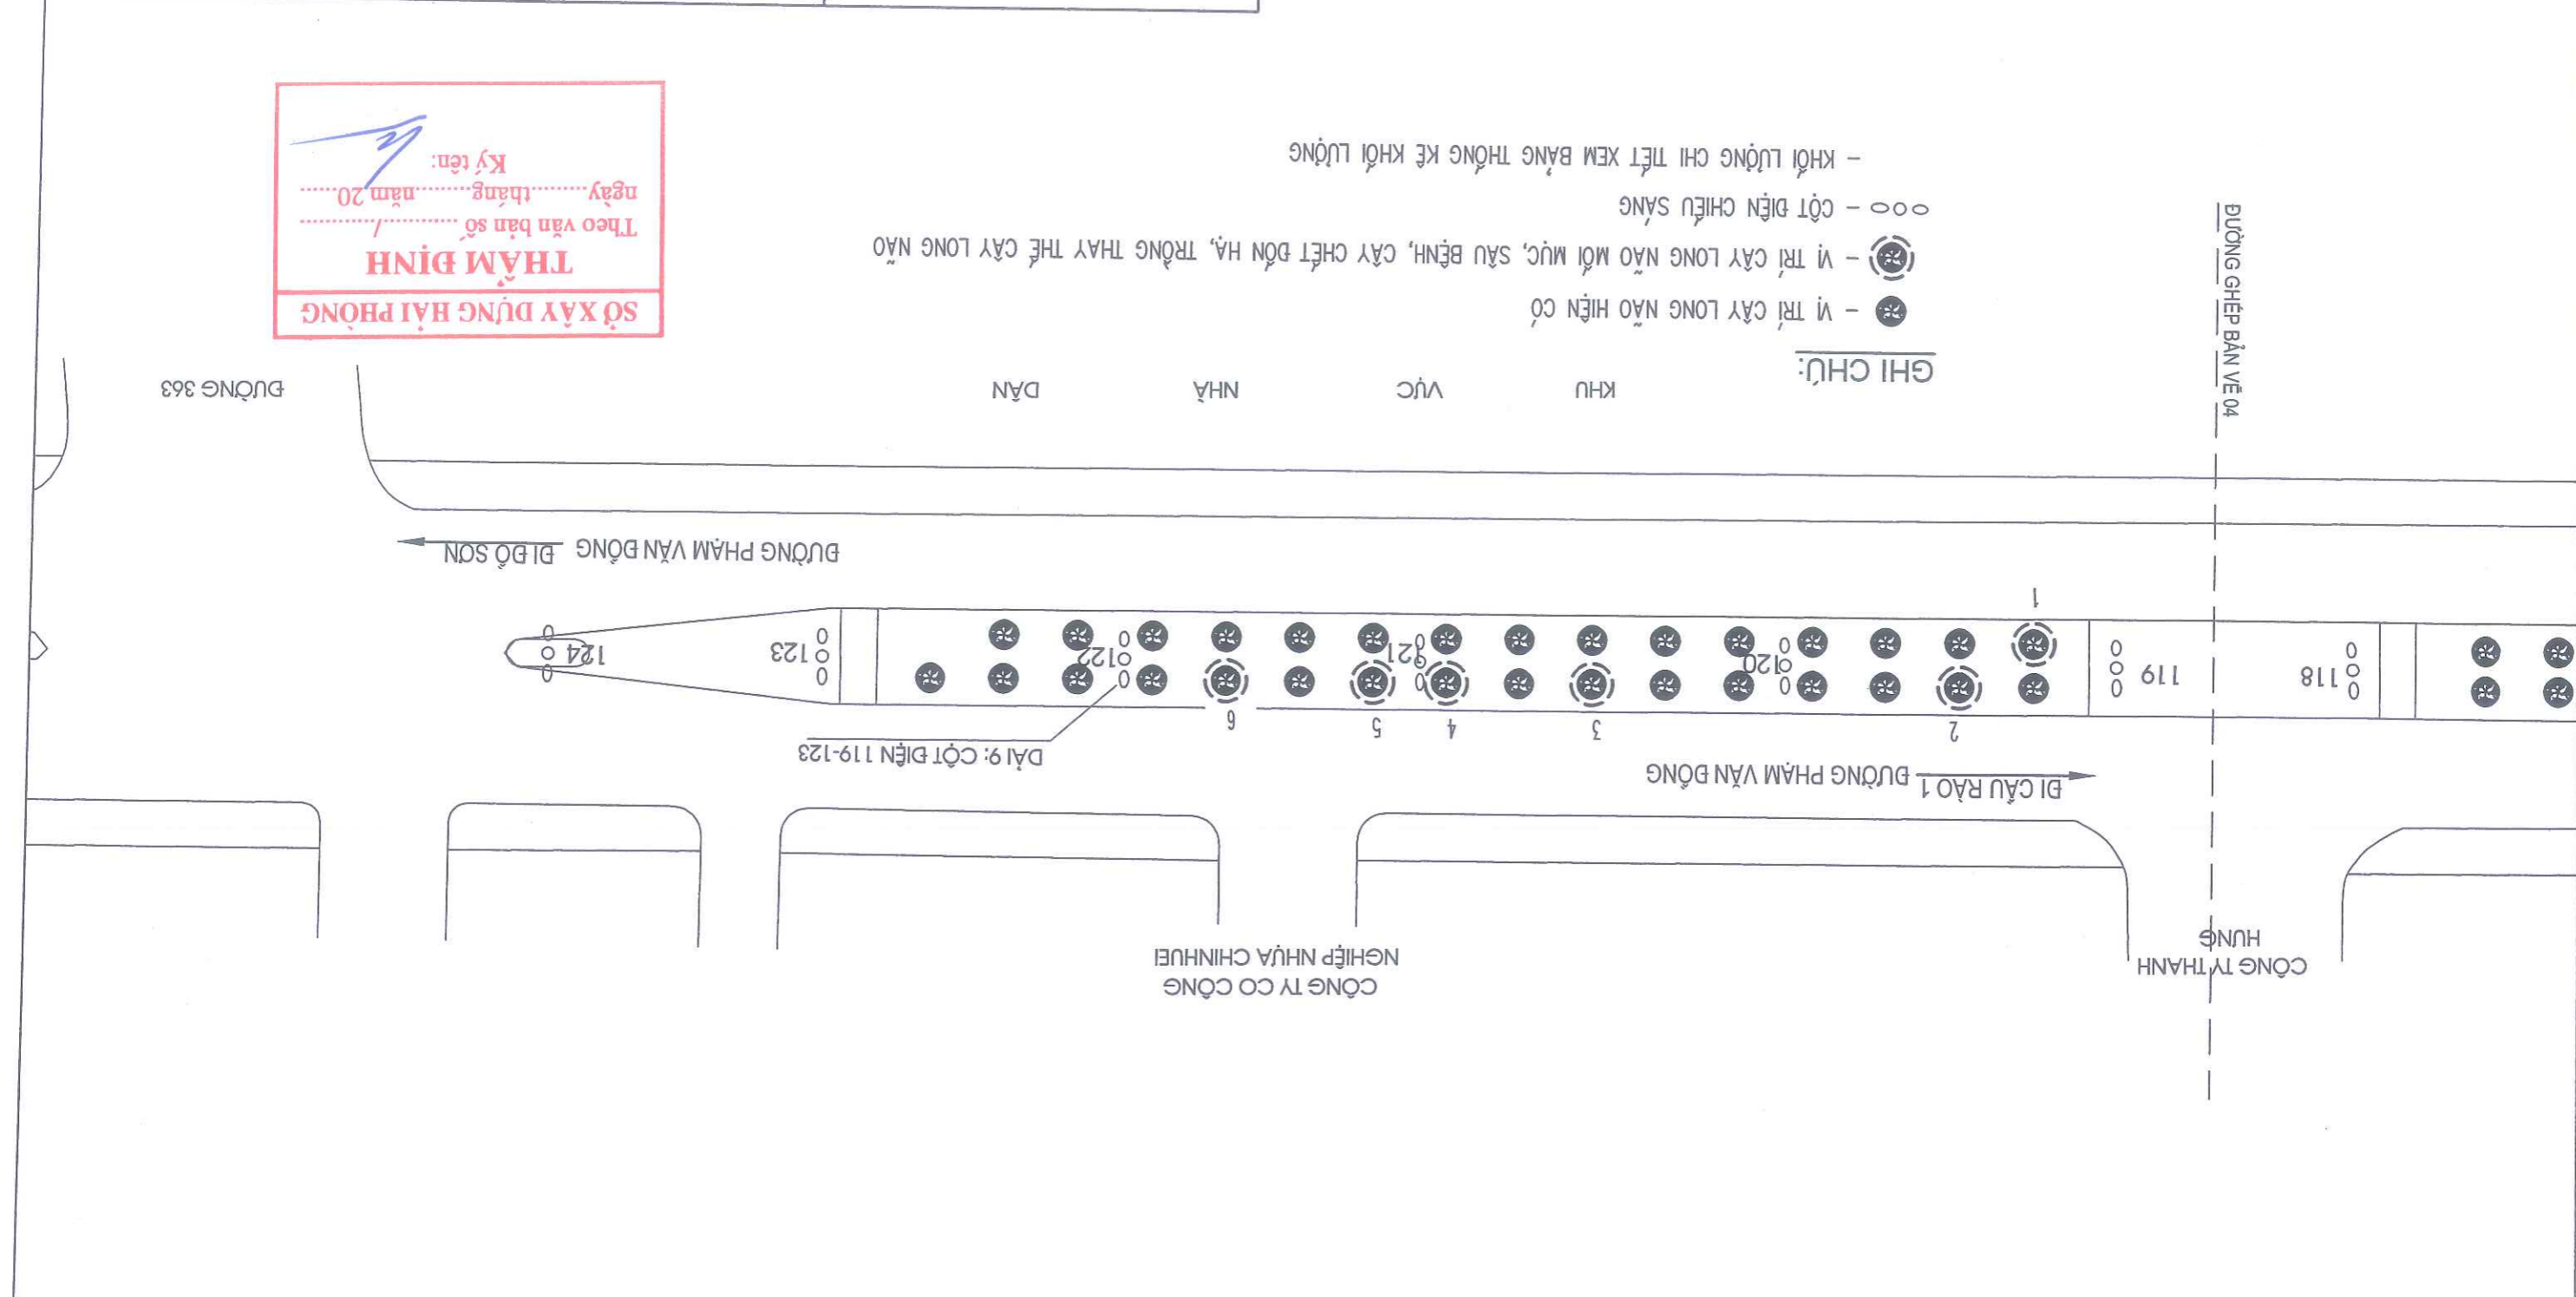 CÔNG TY THANH
HƯNG
CÔNG TY CO CÔNG
NGHIỆP NHỰA CHINHUEI
ĐI CẦU RÀO 1 ĐƯỜNG PHẠM VĂN ĐỒNG
DẢI 9: CỘT ĐIỆN 119-123
2 3 4 5 6
118 119 120 121 122 123 124
1
ĐƯỜNG PHẠM VĂN ĐỒNG ĐI ĐỒ SƠN
ĐƯỜNG GHÉP BẢN VẼ 04
KHU VỰC NHÀ DÂN
ĐƯỜNG 363
GHI CHÚ:
- VỊ TRÍ CÂY LONG NÃO HIỆN CÓ
- VỊ TRÍ CÂY LONG NÃO MỐI MỤC, SÂU BỆNH, CÂY CHẾT ĐỐN HẠ, TRỒNG THAY THẾ CÂY LONG NÃO
- CỘT ĐIỆN CHIẾU SÁNG
- KHỐI LƯỢNG CHI TIẾT XEM BẢNG THỐNG KÊ KHỐI LƯỢNG
SỞ XÂY DỰNG HẢI PHÒNG
THẨM ĐỊNH
Theo văn bản số ............/............
ngày.........tháng.........năm 20......
Ký tên: